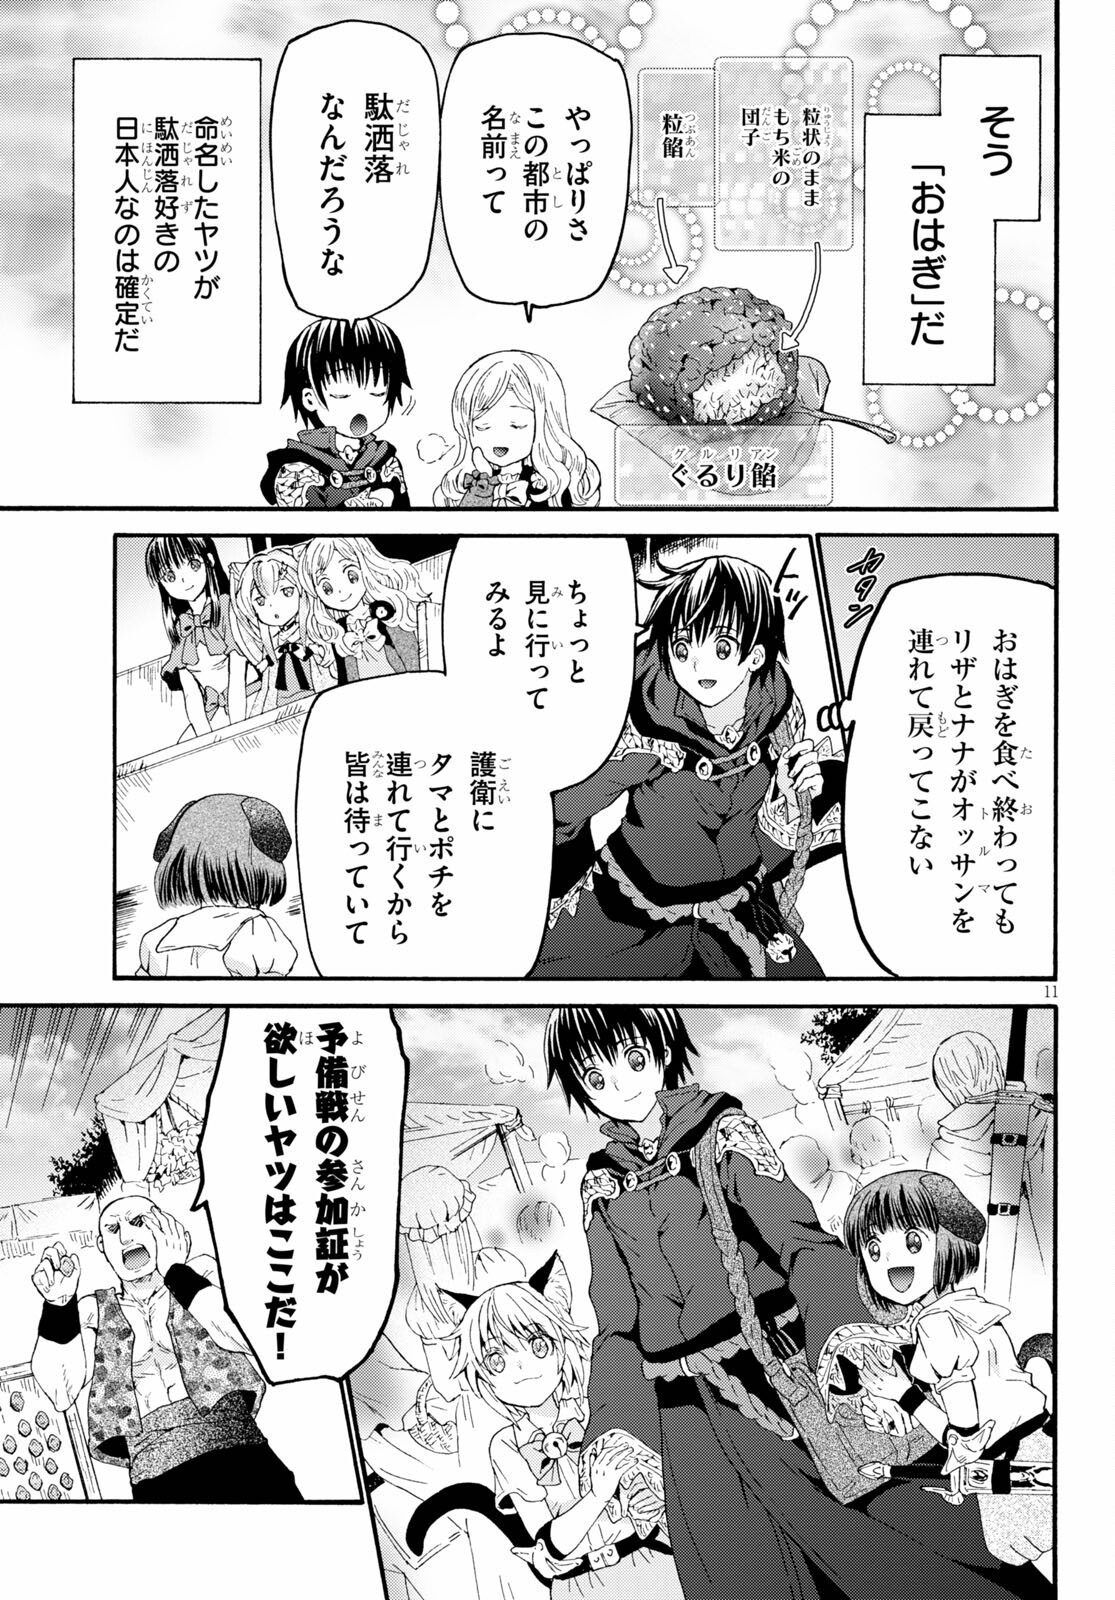 そう
「おはぎ」だ
粒状のまま
もち米の
団子
粒餡
ぐるり餡
グルリアン
やっぱりさ
この都市の
名前って
駄洒落
なんだろうな
命名したヤツが
駄洒落好きの
日本人なのは確定だ
カタン
おはぎを食べ終わっても
リザとナナがオッサンを
トルマ
連れて戻ってこない
ちょっと
見に行って
みるよ
護衛に
タマとポチを
連れて行くから
皆は待っていて
11
予備戦の参加証が
欲しいヤツはここだ!